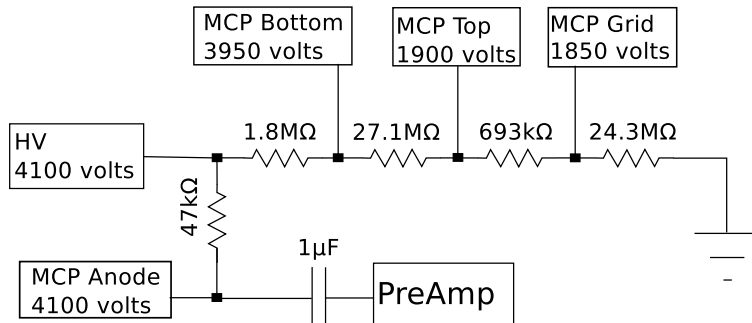 MCP Bottom
3950 volts
MCP Top
1900 volts
MCP Grid
1850 volts
HV
4100 volts
1.8MΩ
27.1MΩ
693kΩ
24.3MΩ
47kΩ
1μF
MCP Anode
4100 volts
PreAmp